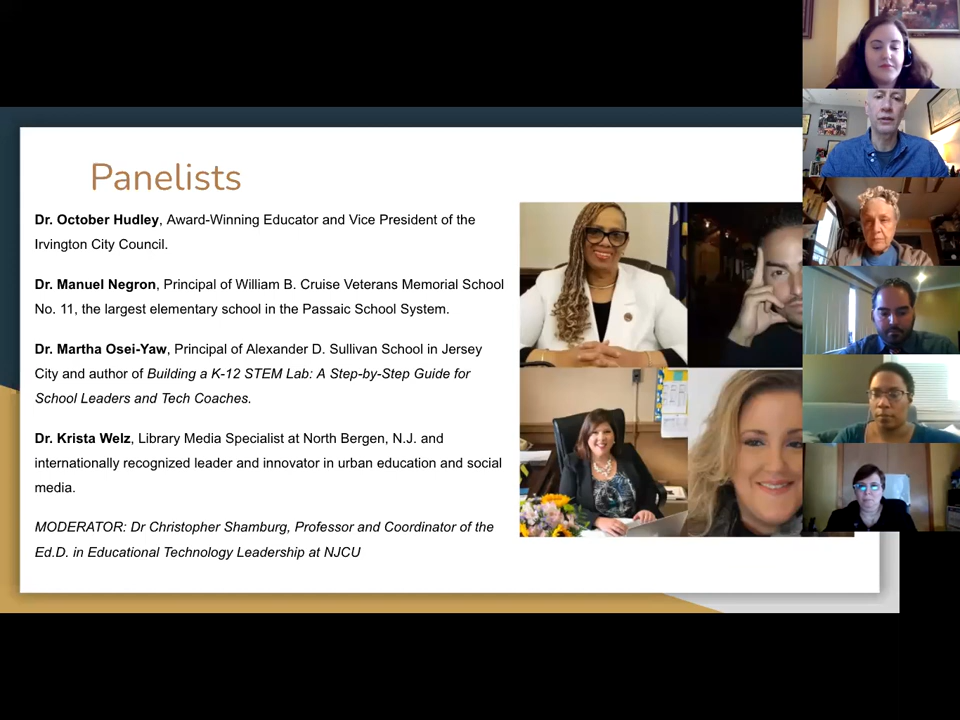 Panelists
Dr. October Hudley, Award-Winning Educator and Vice President of the
Irvington City Council.
Dr. Manuel Negron, Principal of William B. Cruise Veterans Memorial School
No. 11, the largest elementary school in the Passaic School System.
Dr. Martha Osei-Yaw, Principal of Alexander D. Sullivan School in Jersey
City and author of Building a K-12 STEM Lab: A Step-by-Step Guide for
School Leaders and Tech Coaches.
Dr. Krista Welz, Library Media Specialist at North Bergen, N.J. and
internationally recognized leader and innovator in urban education and social
media.
MODERATOR: Dr Christopher Shamburg, Professor and Coordinator of the
Ed.D. in Educational Technology Leadership at NJCU